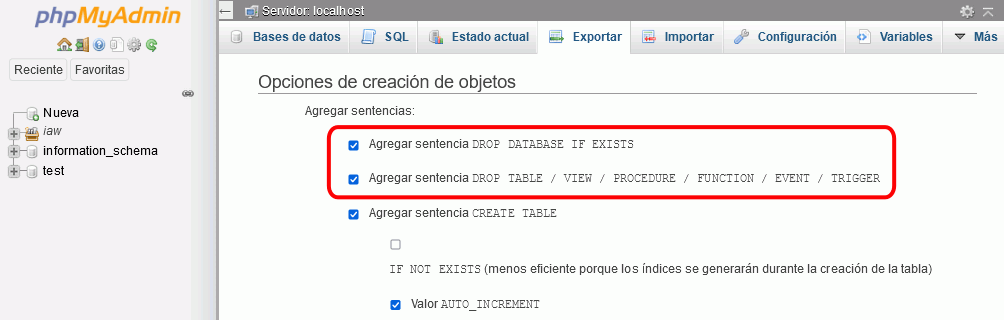 phpMyAdmin
Reciente
Favoritas
Nueva
iaw
information_schema
test
Servidor: localhost
Bases de datos
SQL
Estado actual
Exportar
Importar
Configuración
Variables
Más
Opciones de creación de objetos
Agregar sentencias:
Agregar sentencia DROP DATABASE IF EXISTS
Agregar sentencia DROP TABLE / VIEW / PROCEDURE / FUNCTION / EVENT / TRIGGER
Agregar sentencia CREATE TABLE
IF NOT EXISTS (menos eficiente porque los índices se generarán durante la creación de la tabla)
Valor AUTO_INCREMENT